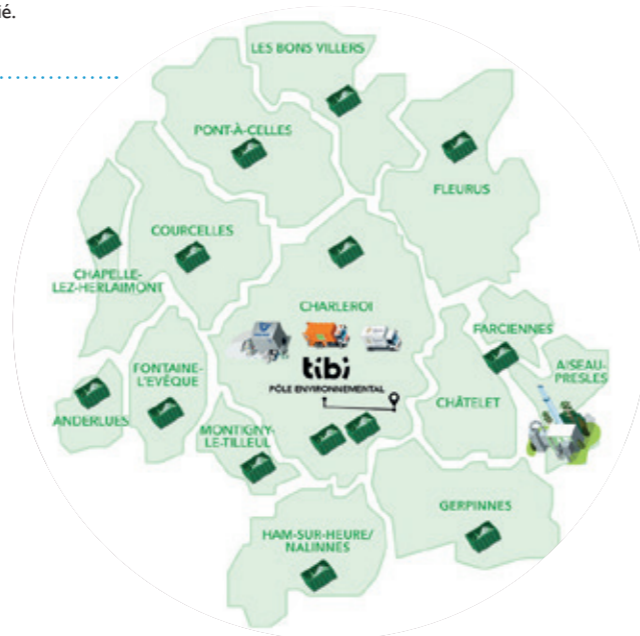 ié.
LES BONS VILLERS
PONT-À-CELLES
FLEURUS
COURCELLES
CHAPELLE-
LEZ-HERLAIMONT
CHARLEROI
FARCIENNES
tibi
PÔLE ENVIRONNEMENTAL
FONTAINE-
L'EVÊQUE
AISEAU-
PRESLES
ANDERLUES
CHÂTELET
MONTIGNY-
LE-TILLEUL
GERPINNES
HAM-SUR-HEURE/
NALINNES